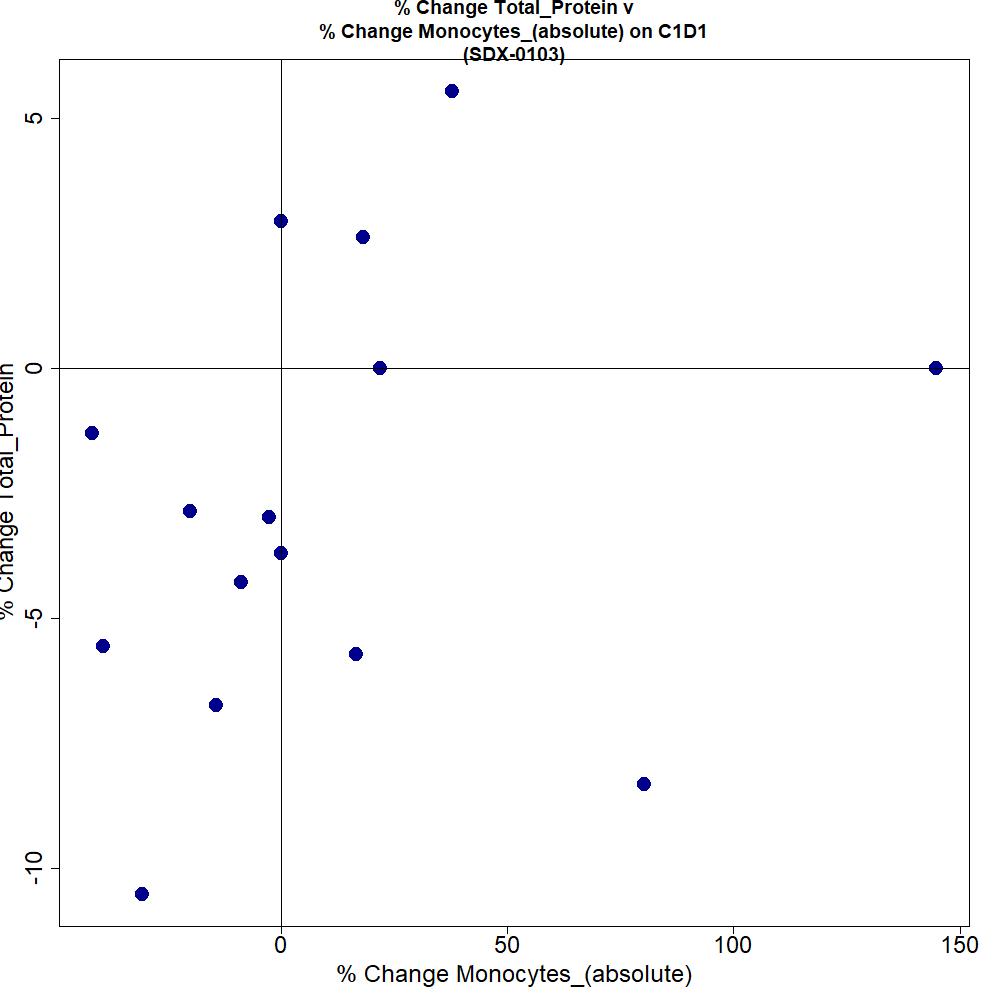 % Change Total_Protein v
% Change Monocytes_(absolute) on C1D1
(SDX-0103)
% Change Total_Protein
5
0
-5
-10
0
50
100
150
% Change Monocytes_(absolute)